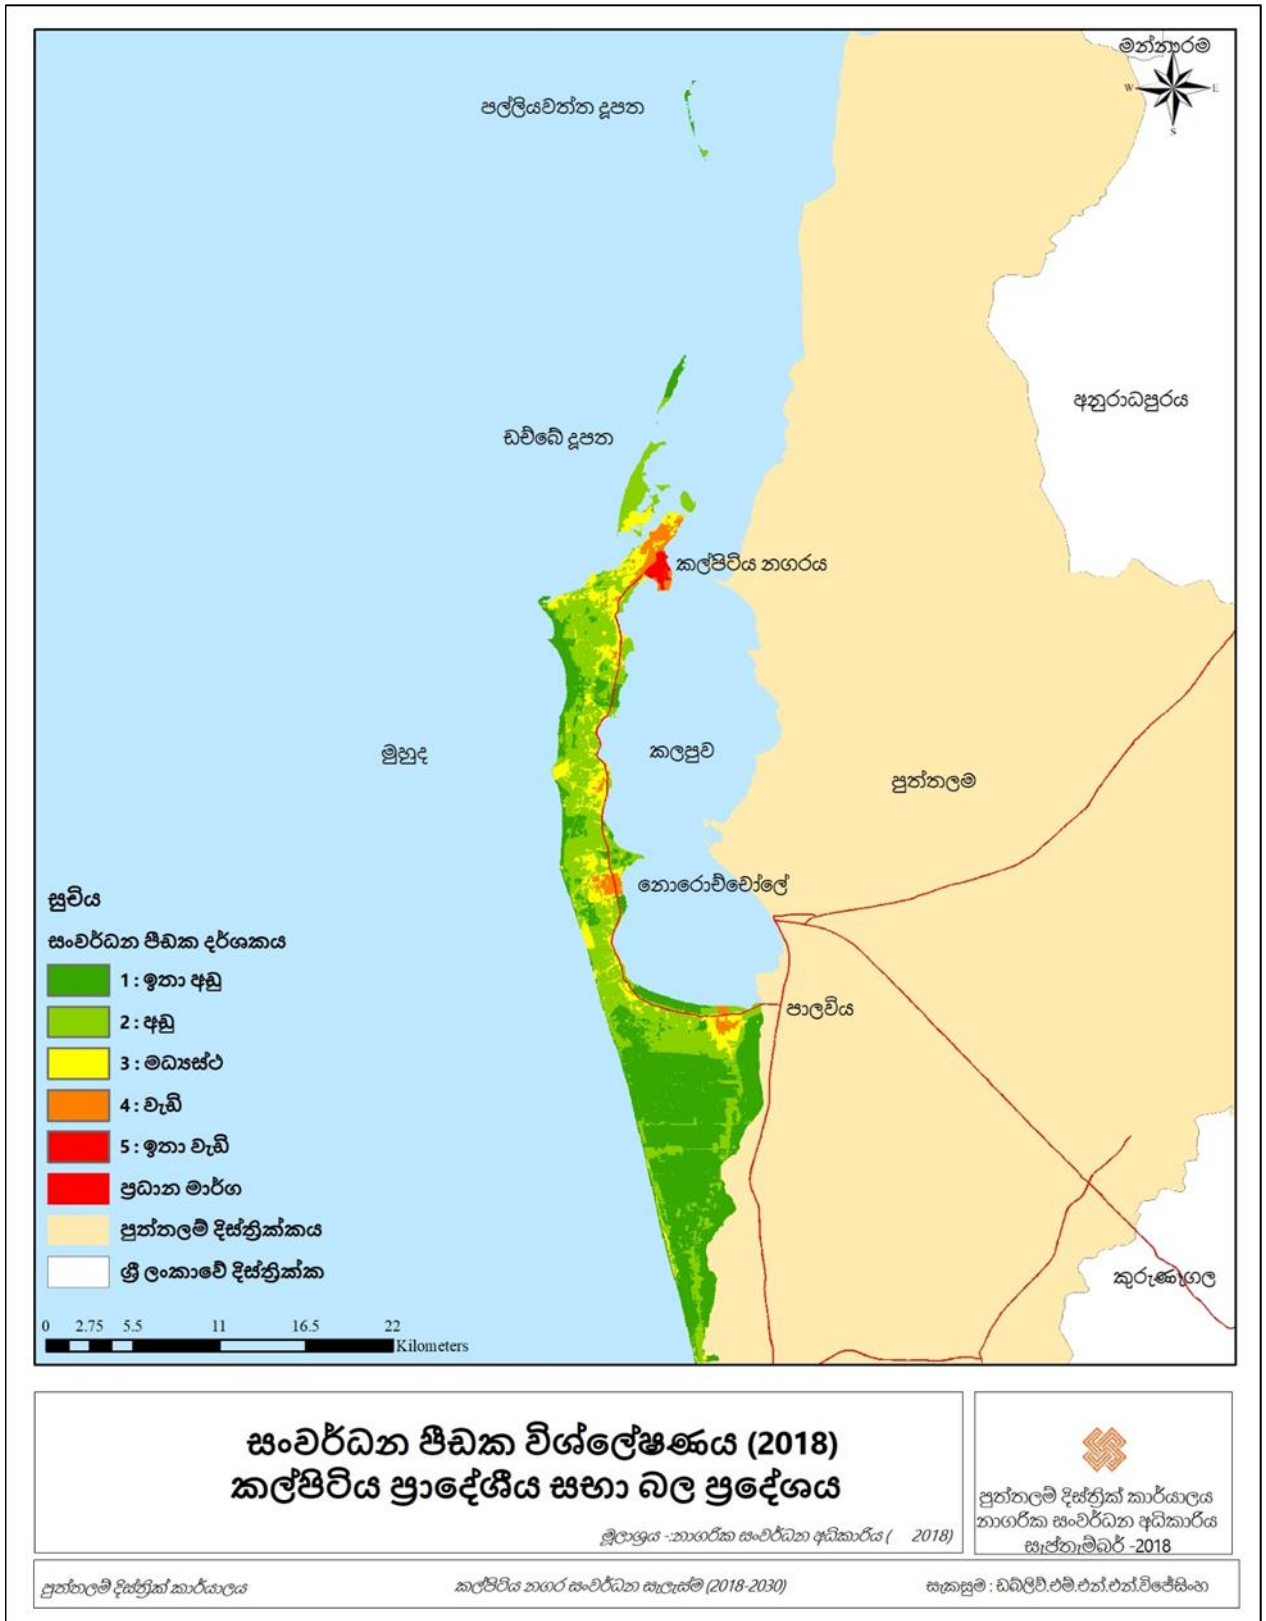 මන්නාරම
W
E
S
පල්ලියවත්ත දූපත
අනුරාධපුරය
ඩච්බේ දූපත
කල්පිටිය නගරය
මුහුද
කලපුව
පුත්තලම
නොරොච්චෝලේ
පාලවිය
කුරුණෑගල
සුචිය
සංවර්ධන පීඩක දර්ශකය
1 : ඉතා අඩු
2 : අඩු
3 : මධ්‍යස්ථ
4 : වැඩි
5 : ඉතා වැඩි
ප්‍රධාන මාර්ග
පුත්තලම් දිස්ත්‍රික්කය
ශ්‍රී ලංකාවේ දිස්ත්‍රික්ක
0 2.75 5.5 11 16.5 22
Kilometers
සංවර්ධන පීඩක විශ්ලේෂණය (2018)
කල්පිටිය ප්‍රාදේශීය සභා බල ප්‍රදේශය
මූලාශ්‍රය -:නාගරික සංවර්ධන අධිකාරිය ( 2018)
පුත්තලම් දිස්ත්‍රික් කාර්යාලය
නාගරික සංවර්ධන අධිකාරිය
සැප්තැම්බර් -2018
පුත්තලම් දිස්ත්‍රික් කාර්යාලය
කල්පිටිය නගර සංවර්ධන සැලැස්ම (2018-2030)
සැකසුම : ඩබ්ලිව්.එම්.එන්.එන්.විජේසිංහ